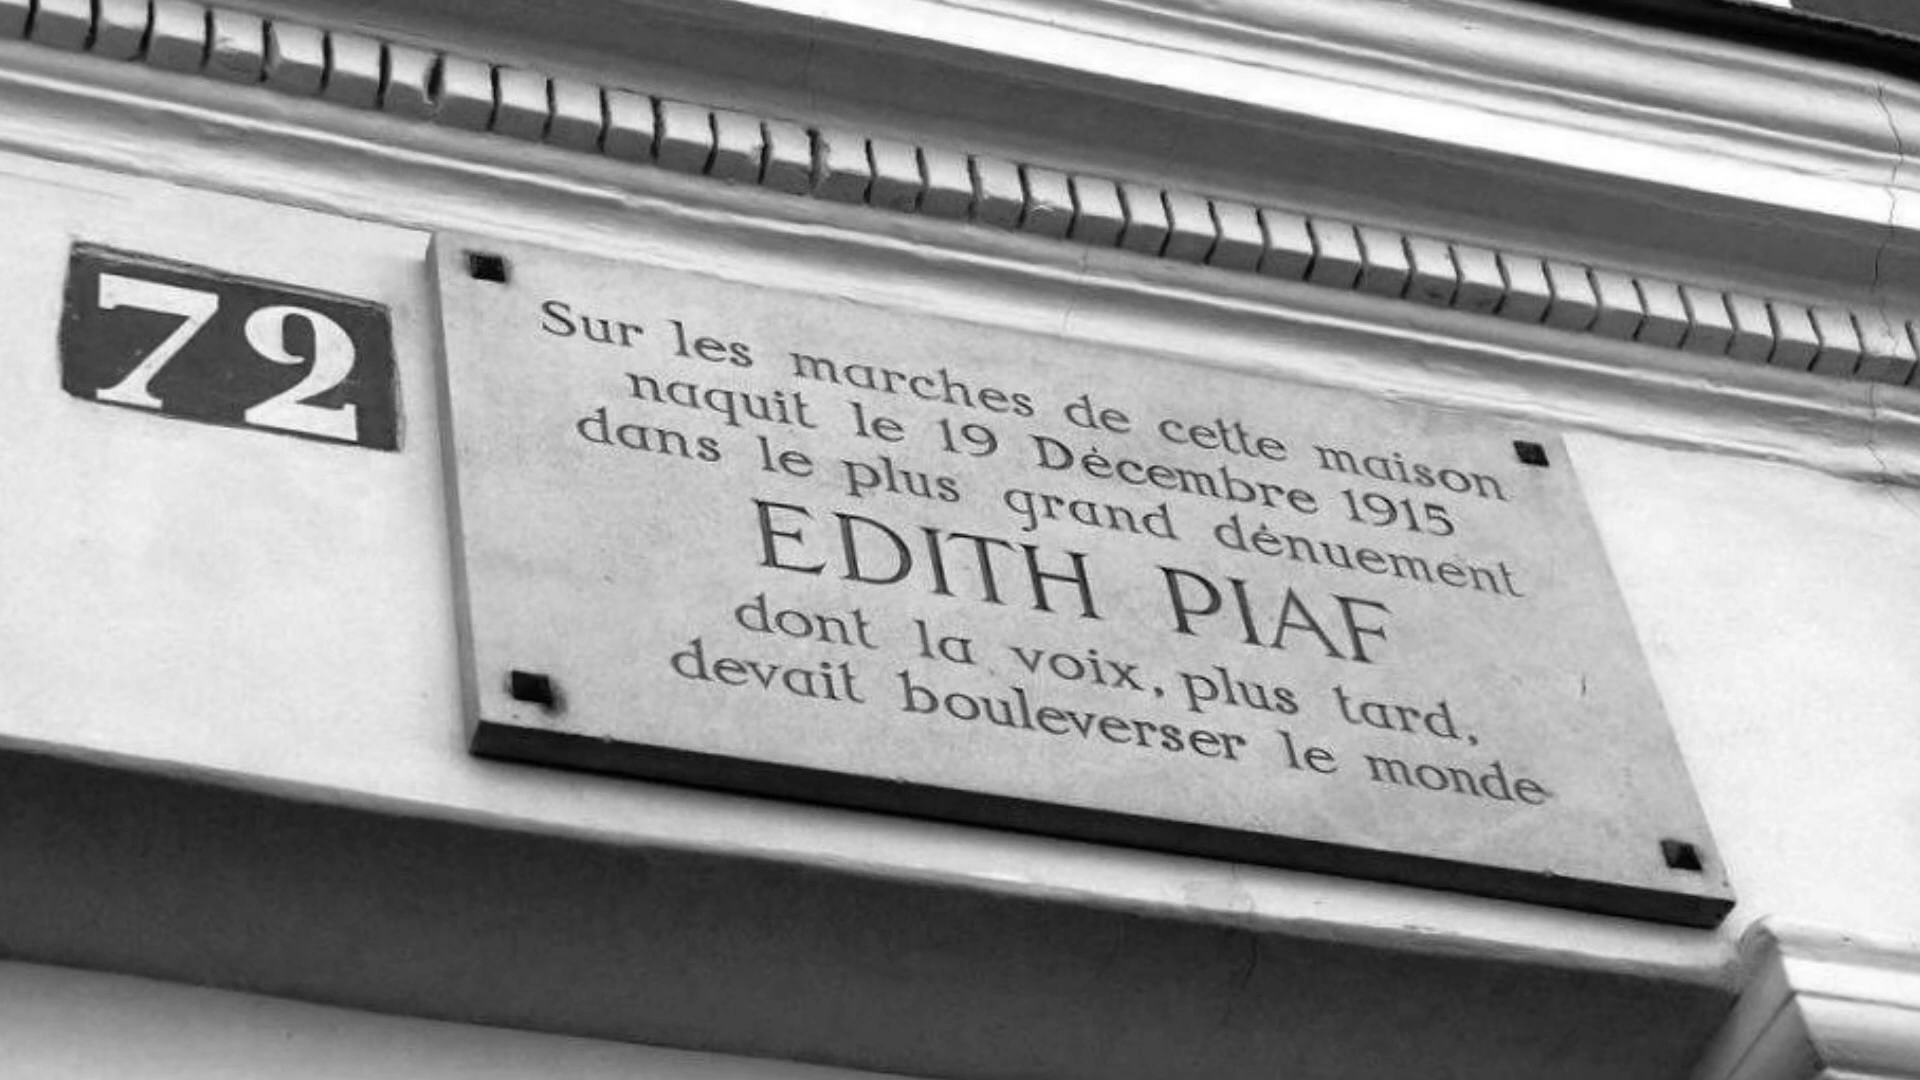 72
Sur les marches de cette maison
naquit le 19 Décembre 1915
dans le plus grand dénuement
EDITH PIAF
dont la voix, plus tard,
devait bouleverser le monde